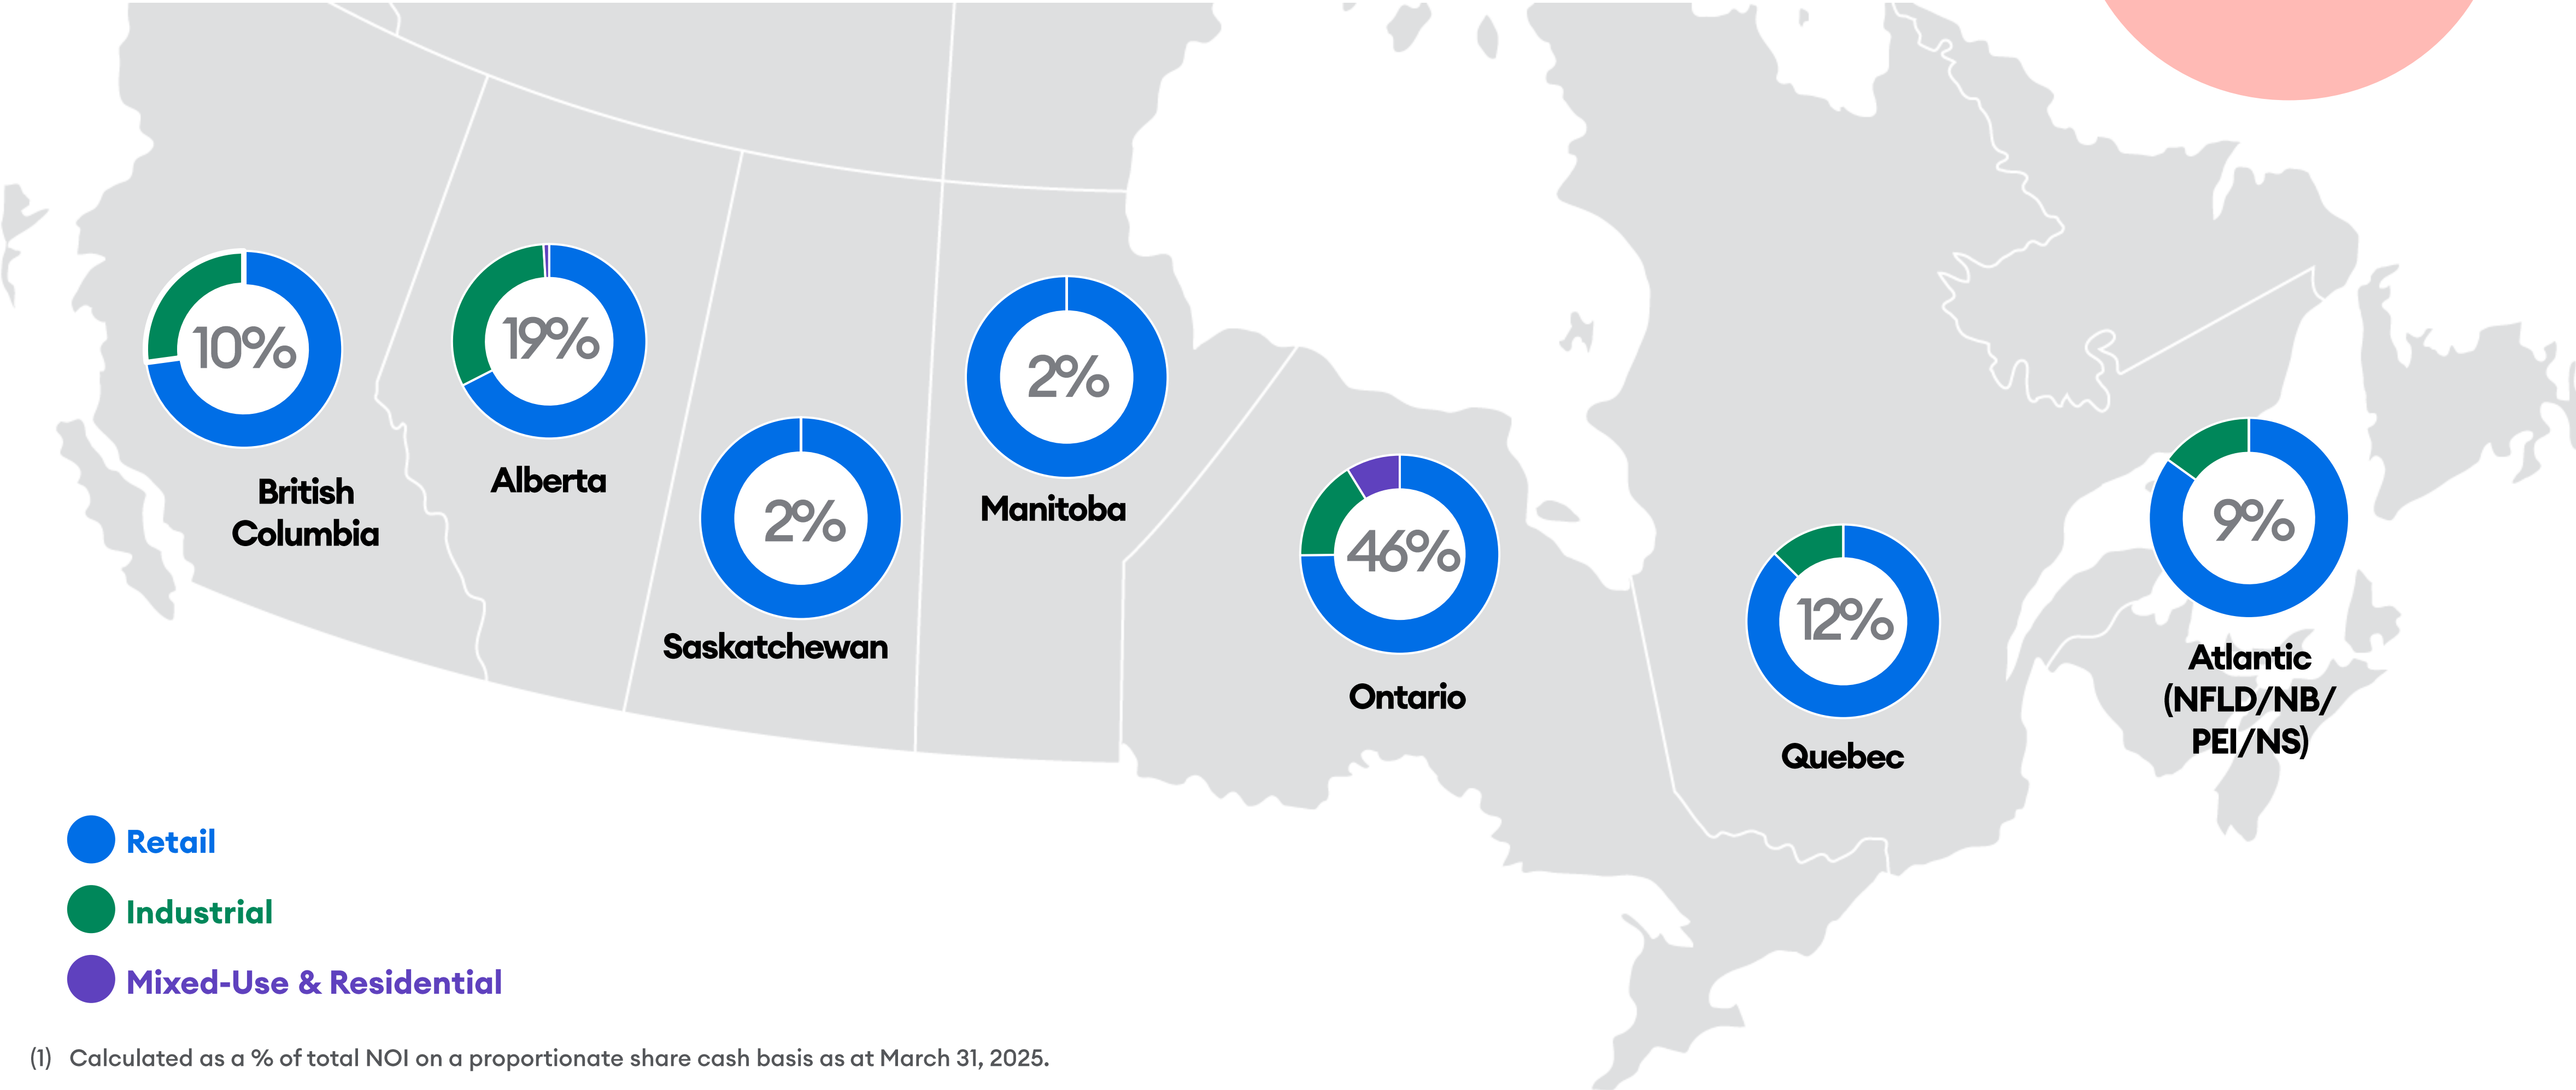 10%
British
Columbia
19%
Alberta
2%
Saskatchewan
2%
Manitoba
46%
Ontario
12%
Quebec
9%
Atlantic
(NFLD/NB/
PEI/NS)
Retail
Industrial
Mixed-Use & Residential
(1) Calculated as a % of total NOI on a proportionate share cash basis as at March 31, 2025.